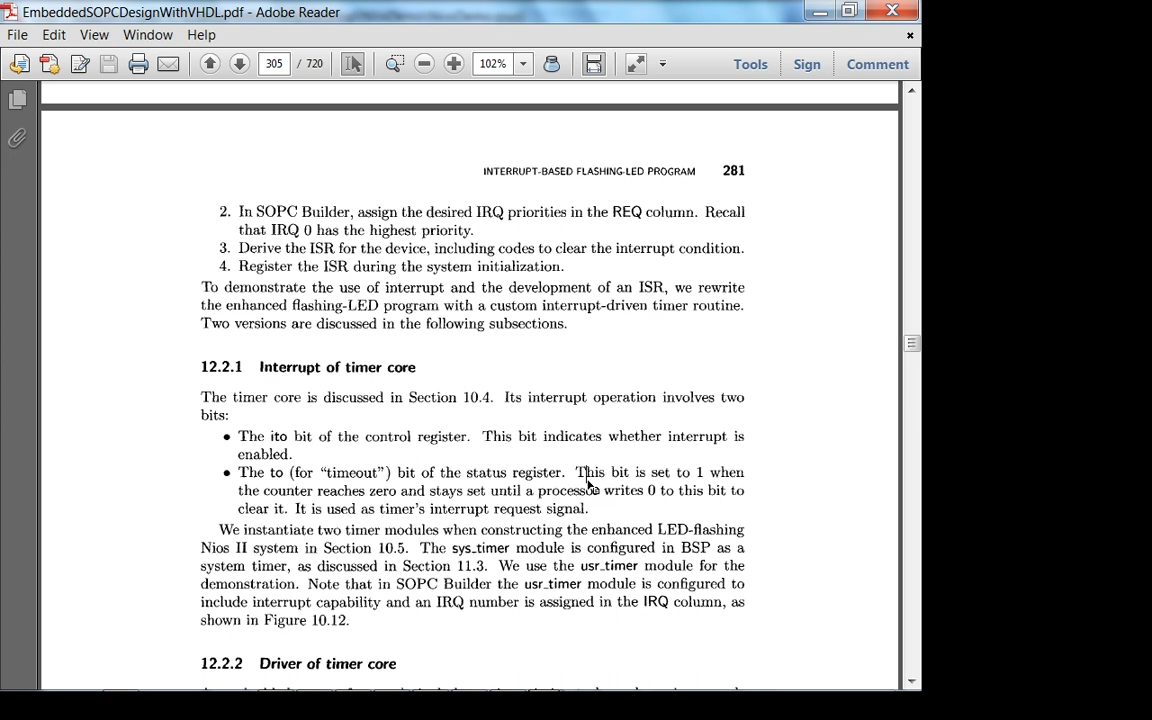 EmbeddedSOPCDesignWithVHDL.pdf - Adobe Reader
File Edit View Window Help
305 / 720 102% Tools Sign Comment
INTERRUPT-BASED FLASHING-LED PROGRAM 281
2. In SOPC Builder, assign the desired IRQ priorities in the REQ column. Recall
that IRQ 0 has the highest priority.
3. Derive the ISR for the device, including codes to clear the interrupt condition.
4. Register the ISR during the system initialization.
To demonstrate the use of interrupt and the development of an ISR, we rewrite
the enhanced flashing-LED program with a custom interrupt-driven timer routine.
Two versions are discussed in the following subsections.
12.2.1 Interrupt of timer core
The timer core is discussed in Section 10.4. Its interrupt operation involves two
bits:
• The ito bit of the control register. This bit indicates whether interrupt is
enabled.
• The to (for “timeout”) bit of the status register. This bit is set to 1 when
the counter reaches zero and stays set until a processor writes 0 to this bit to
clear it. It is used as timer's interrupt request signal.
We instantiate two timer modules when constructing the enhanced LED-flashing
Nios II system in Section 10.5. The sys_timer module is configured in BSP as a
system timer, as discussed in Section 11.3. We use the usr_timer module for the
demonstration. Note that in SOPC Builder the usr_timer module is configured to
include interrupt capability and an IRQ number is assigned in the IRQ column, as
shown in Figure 10.12.
12.2.2 Driver of timer core